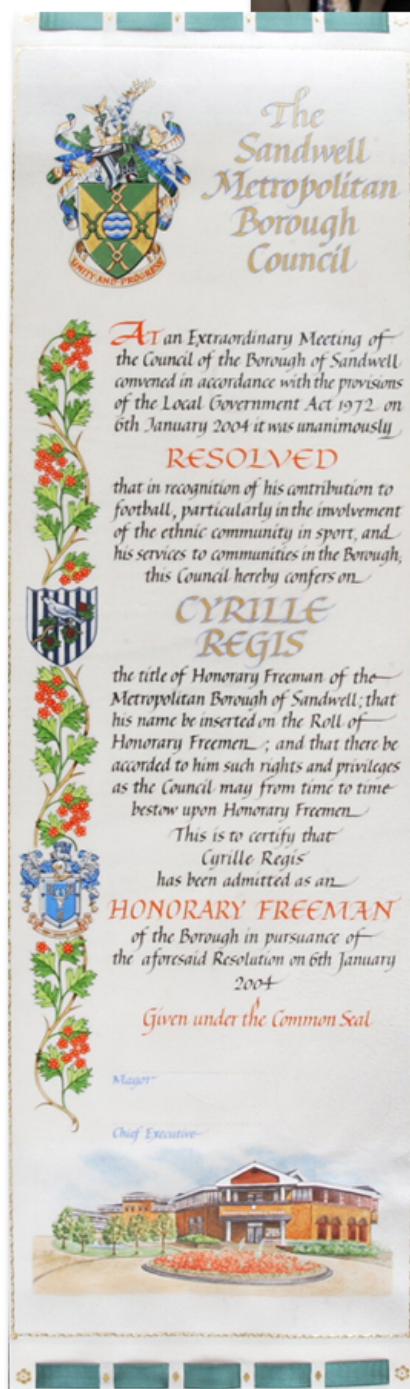 The
Sandwell
Metropolitan
Borough
Council
UNITY AND PROGRESS
AT an Extraordinary Meeting of
the Council of the Borough of Sandwell
convened in accordance with the provisions
of the Local Government Act 1972 on
6th January 2004 it was unanimously
RESOLVED
that in recognition of his contribution to
football, particularly in the involvement
of the ethnic community in sport, and
his services to communities in the Borough,
this Council hereby confers on
CYRILLE
REGIS
the title of Honorary Freeman of the
Metropolitan Borough of Sandwell; that
his name be inserted on the Roll of
Honorary Freemen; and that there be
accorded to him such rights and privileges
as the Council may from time to time
bestow upon Honorary Freemen
This is to certify that
Cyrille Regis
has been admitted as an
HONORARY FREEMAN
of the Borough in pursuance of
the aforesaid Resolution on 6th January
2004
Given under the Common Seal
Mayor
Chief Executive